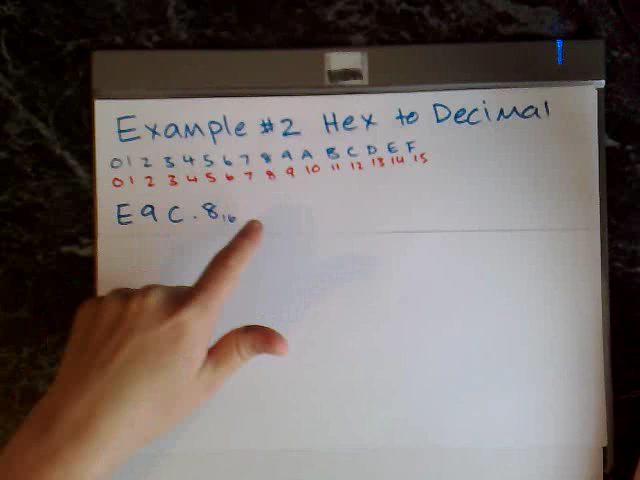 Example #2 Hex to Decimal
0 1 2 3 4 5 6 7 8 9 A B C D E F
0 1 2 3 4 5 6 7 8 9 10 11 12 13 14 15
E 9 C . 8₁₆